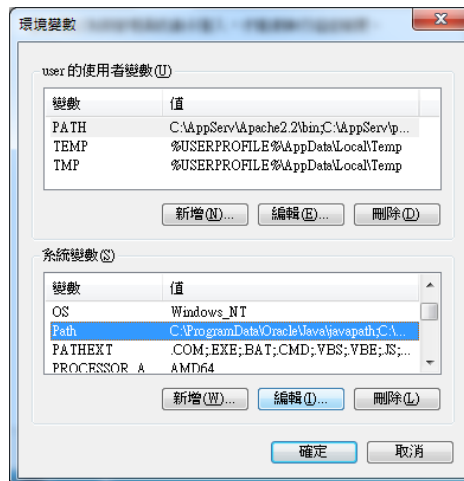 環境變數
user 的使用者變數(U)
變數 值
PATH C:\AppServ\Apache2.2\bin;C:\AppServ\p...
TEMP %USERPROFILE%\AppData\Local\Temp
TMP %USERPROFILE%\AppData\Local\Temp
新增(N)... 編輯(E)... 刪除(D)
系統變數(S)
變數 值
OS Windows_NT
Path C:\ProgramData\Oracle\Java\javapath;C:\...
PATHEXT .COM;.EXE;.BAT;.CMD;.VBS;.VBE;.JS;...
PROCESSOR_A AMD64
新增(W)... 編輯(I)... 刪除(L)
確定 取消